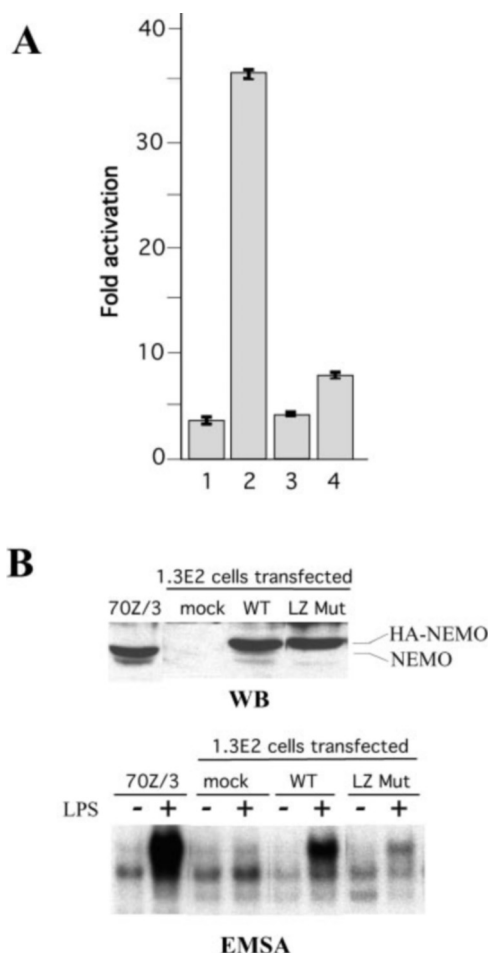 A
40
30
20
10
0
Fold activation
1 2 3 4
B
1.3E2 cells transfected
70Z/3 mock WT LZ Mut
HA-NEMO
NEMO
WB
1.3E2 cells transfected
70Z/3 mock WT LZ Mut
LPS - + - + - + - +
EMSA